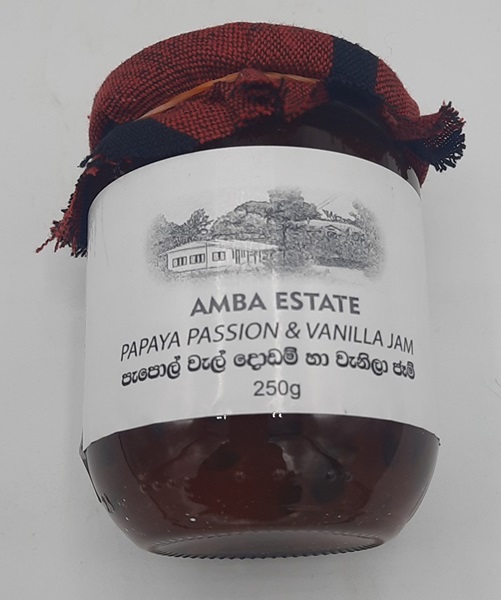 AMBA ESTATE
PAPAYA PASSION & VANILLA JAM
පැපොල් වැල් දොඩම් හා වැනිලා ජෑම්
250g